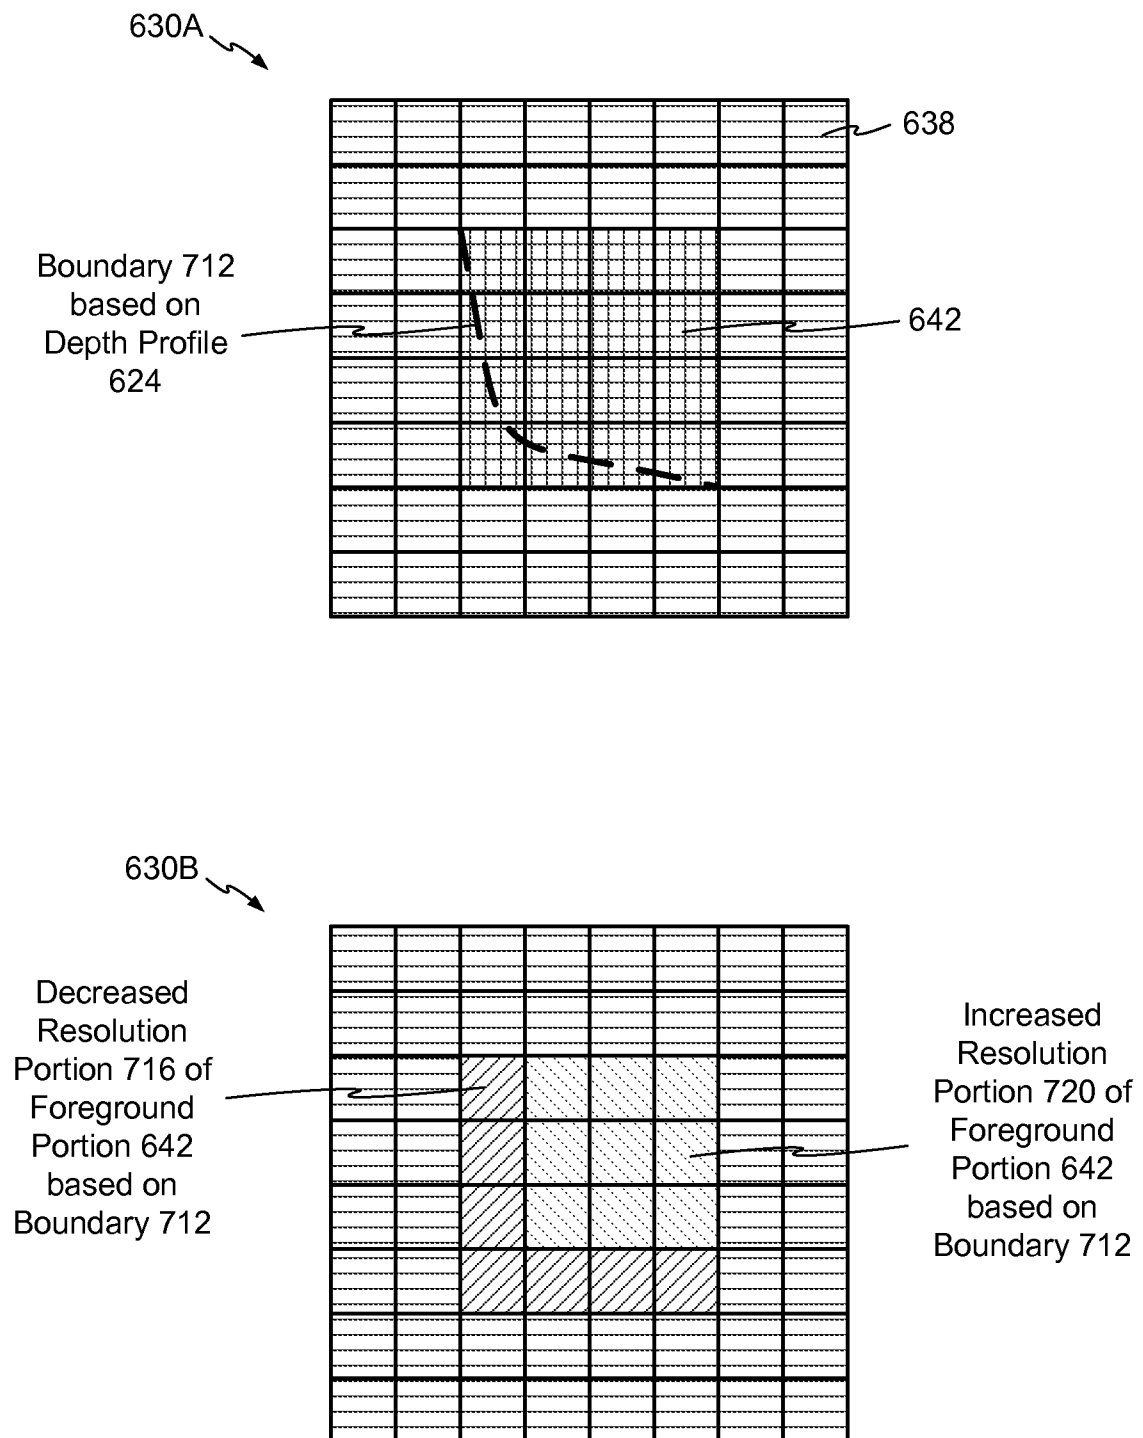 630A
638
Boundary 712
based on
Depth Profile
624
642
630B
Decreased
Resolution
Portion 716 of
Foreground
Portion 642
based on
Boundary 712
Increased
Resolution
Portion 720 of
Foreground
Portion 642
based on
Boundary 712